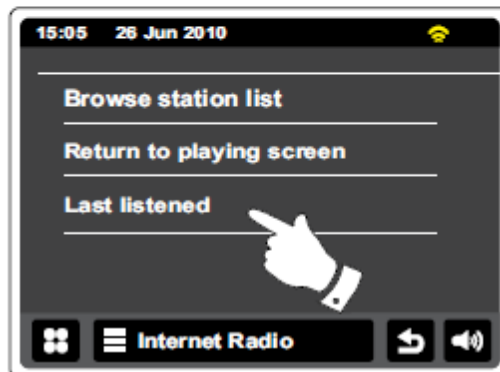 15:05 26 Jun 2010
Browse station list
Return to playing screen
Last listened
Internet Radio